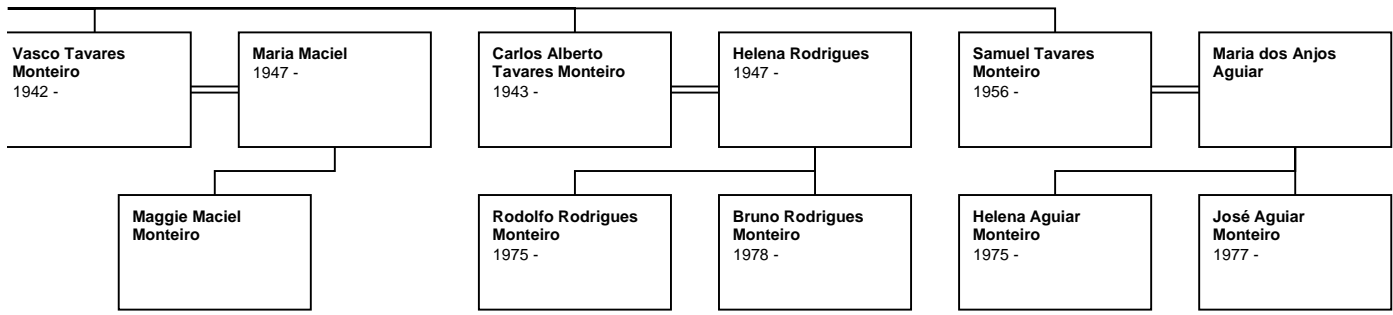 Vasco Tavares
Monteiro
1942 -
Maria Maciel
1947 -
Carlos Alberto
Tavares Monteiro
1943 -
Helena Rodrigues
1947 -
Samuel Tavares
Monteiro
1956 -
Maria dos Anjos
Aguiar
Maggie Maciel
Monteiro
Rodolfo Rodrigues
Monteiro
1975 -
Bruno Rodrigues
Monteiro
1978 -
Helena Aguiar
Monteiro
1975 -
José Aguiar
Monteiro
1977 -